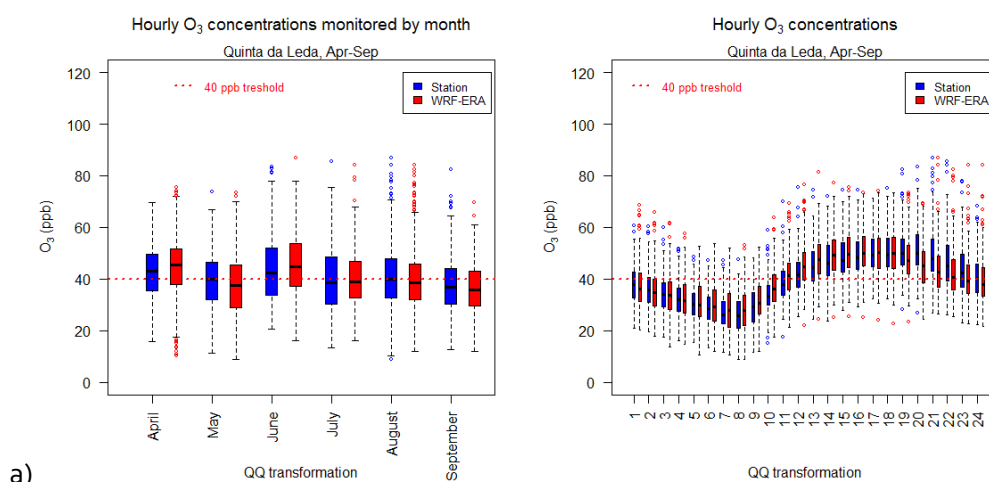 Hourly O3 concentrations monitored by month
Quinta da Leda, Apr-Sep
40 ppb treshold
Station
WRF-ERA
O3 (ppb)
120
100
80
60
40
20
0
April
May
June
July
August
September
QQ transformation
a)
Hourly O3 concentrations
Quinta da Leda, Apr-Sep
40 ppb treshold
Station
WRF-ERA
O3 (ppb)
120
100
80
60
40
20
0
1
2
3
4
5
6
7
8
9
10
11
12
13
14
15
16
17
18
19
20
21
22
23
24
QQ transformation